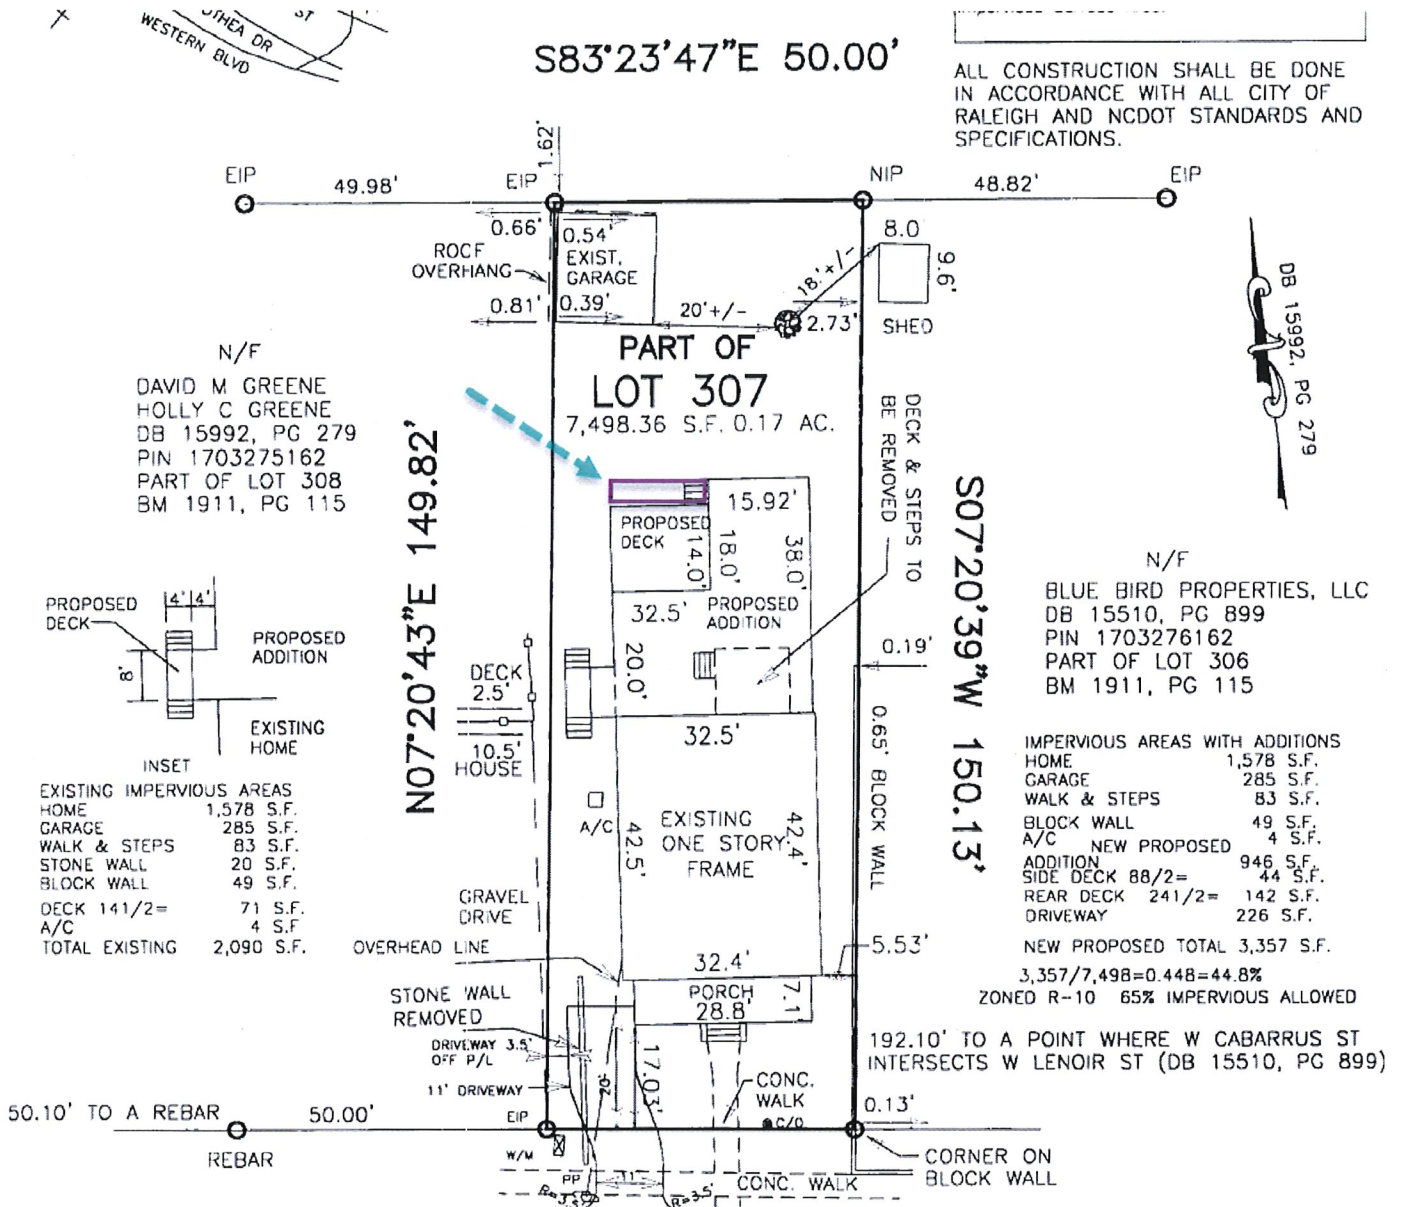 ST
OTHEA DR
WESTERN BLVD
S83°23'47"E 50.00'
ALL CONSTRUCTION SHALL BE DONE
IN ACCORDANCE WITH ALL CITY OF
RALEIGH AND NCDOT STANDARDS AND
SPECIFICATIONS.
EIP
49.98'
EIP
1.62'
NIP
48.82'
EIP
0.66'
0.54'
EXIST.
GARAGE
ROOF
OVERHANG
0.81'
0.39'
20'+/-
18.'+/-
2.73'
8.0
9.6'
SHED
DB 15992, PG 279
PART OF
LOT 307
7,498.36 S.F. 0.17 AC.
N/F
DAVID M GREENE
HOLLY C GREENE
DB 15992, PG 279
PIN 1703275162
PART OF LOT 308
BM 1911, PG 115
N07°20'43"E 149.82'
DECK & STEPS TO
BE REMOVED
S07°20'39"W 150.13'
15.92'
PROPOSED
DECK
14.0'
18.0'
38.0'
32.5'
PROPOSED
ADDITION
20.0'
32.5'
0.19'
0.65' BLOCK WALL
N/F
BLUE BIRD PROPERTIES, LLC
DB 15510, PG 899
PIN 1703276162
PART OF LOT 306
BM 1911, PG 115
PROPOSED
DECK
4'
4'
8'
PROPOSED
ADDITION
EXISTING
HOME
INSET
DECK
2.5'
10.5'
HOUSE
A/C
EXISTING
ONE STORY
FRAME
42.5'
42.4'
32.4'
EXISTING IMPERVIOUS AREAS
HOME 1,578 S.F.
GARAGE 285 S.F.
WALK & STEPS 83 S.F.
STONE WALL 20 S.F.
BLOCK WALL 49 S.F.
DECK 141/2= 71 S.F.
A/C 4 S.F
TOTAL EXISTING 2,090 S.F.
IMPERVIOUS AREAS WITH ADDITIONS
HOME 1,578 S.F.
GARAGE 285 S.F.
WALK & STEPS 83 S.F.
BLOCK WALL 49 S.F.
A/C 4 S.F.
NEW PROPOSED
ADDITION 946 S.F.
SIDE DECK 88/2= 44 S.F.
REAR DECK 241/2= 142 S.F.
DRIVEWAY 226 S.F.
NEW PROPOSED TOTAL 3,357 S.F.
3,357/7,498=0.448=44.8%
ZONED R-10 65% IMPERVIOUS ALLOWED
GRAVEL
DRIVE
OVERHEAD LINE
5.53'
PORCH
28.8'
7.1'
STONE WALL
REMOVED
DRIVEWAY 3.5'
OFF P/L
11' DRIVEWAY
20'
17.03'
CONC.
WALK
C/O
192.10' TO A POINT WHERE W CABARRUS ST
INTERSECTS W LENOIR ST (DB 15510, PG 899)
50.10' TO A REBAR
50.00'
EIP
0.13'
REBAR
W/M
PP
11'
R=3.5'
R=3.5'
CONC. WALK
CORNER ON
BLOCK WALL